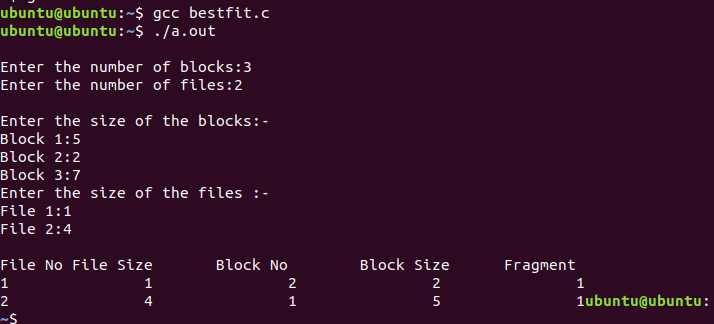 ubuntu@ubuntu:~$ gcc bestfit.c
ubuntu@ubuntu:~$ ./a.out
Enter the number of blocks:3
Enter the number of files:2
Enter the size of the blocks:-
Block 1:5
Block 2:2
Block 3:7
Enter the size of the files :-
File 1:1
File 2:4
File No File Size Block No Block Size Fragment
1 1 2 2 1
2 4 1 5 1ubuntu@ubuntu:
~$